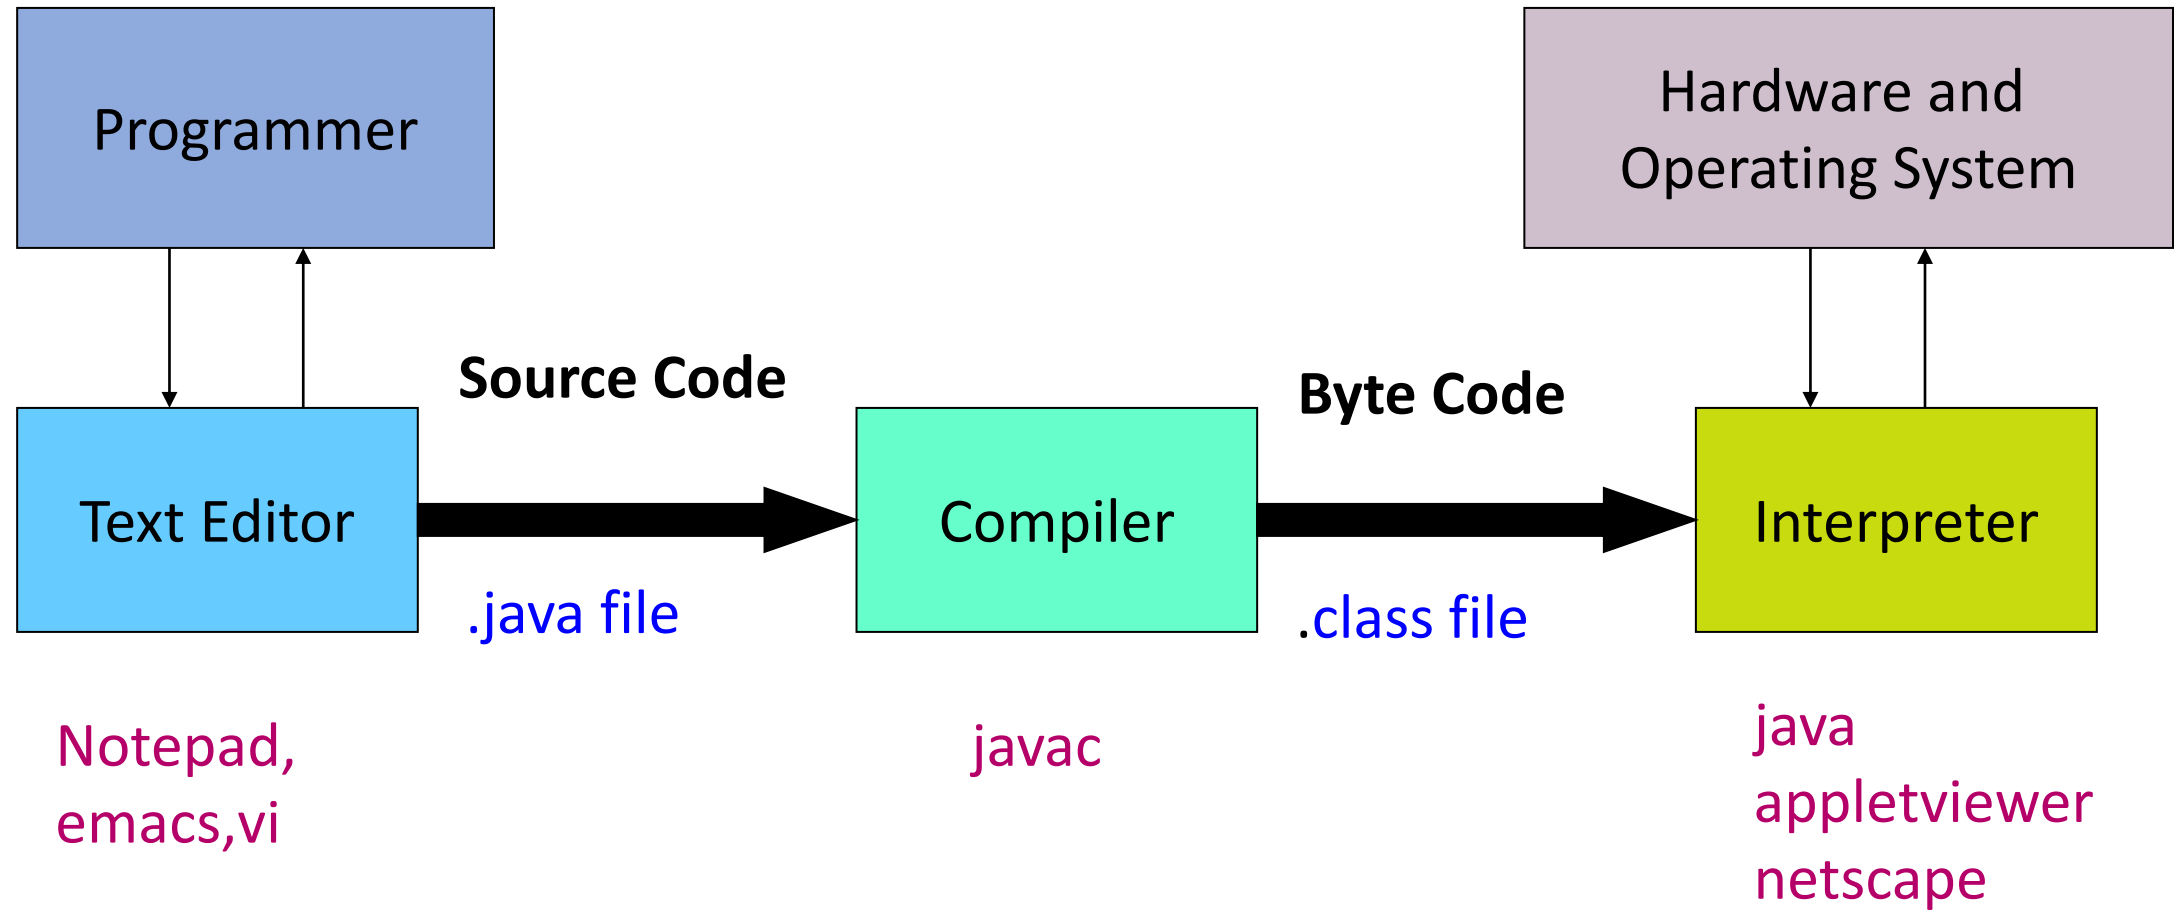 Programmer
Hardware and
Operating System
Source Code
Byte Code
Text Editor
Compiler
Interpreter
.java file
.class file
Notepad,
emacs,vi
javac
java
appletviewer
netscape